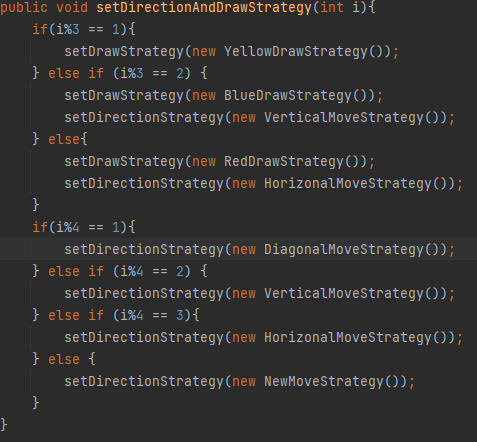 public void setDirectionAndDrawStrategy(int i){
    if(i%3 == 1){
        setDrawStrategy(new YellowDrawStrategy());
    } else if (i%3 == 2) {
        setDrawStrategy(new BlueDrawStrategy());
        setDirectionStrategy(new VerticalMoveStrategy());
    } else{
        setDrawStrategy(new RedDrawStrategy());
        setDirectionStrategy(new HorizonalMoveStrategy());
    }
    if(i%4 == 1){
        setDirectionStrategy(new DiagonalMoveStrategy());
    } else if (i%4 == 2) {
        setDirectionStrategy(new VerticalMoveStrategy());
    } else if (i%4 == 3){
        setDirectionStrategy(new HorizonalMoveStrategy());
    } else {
        setDirectionStrategy(new NewMoveStrategy());
    }
}